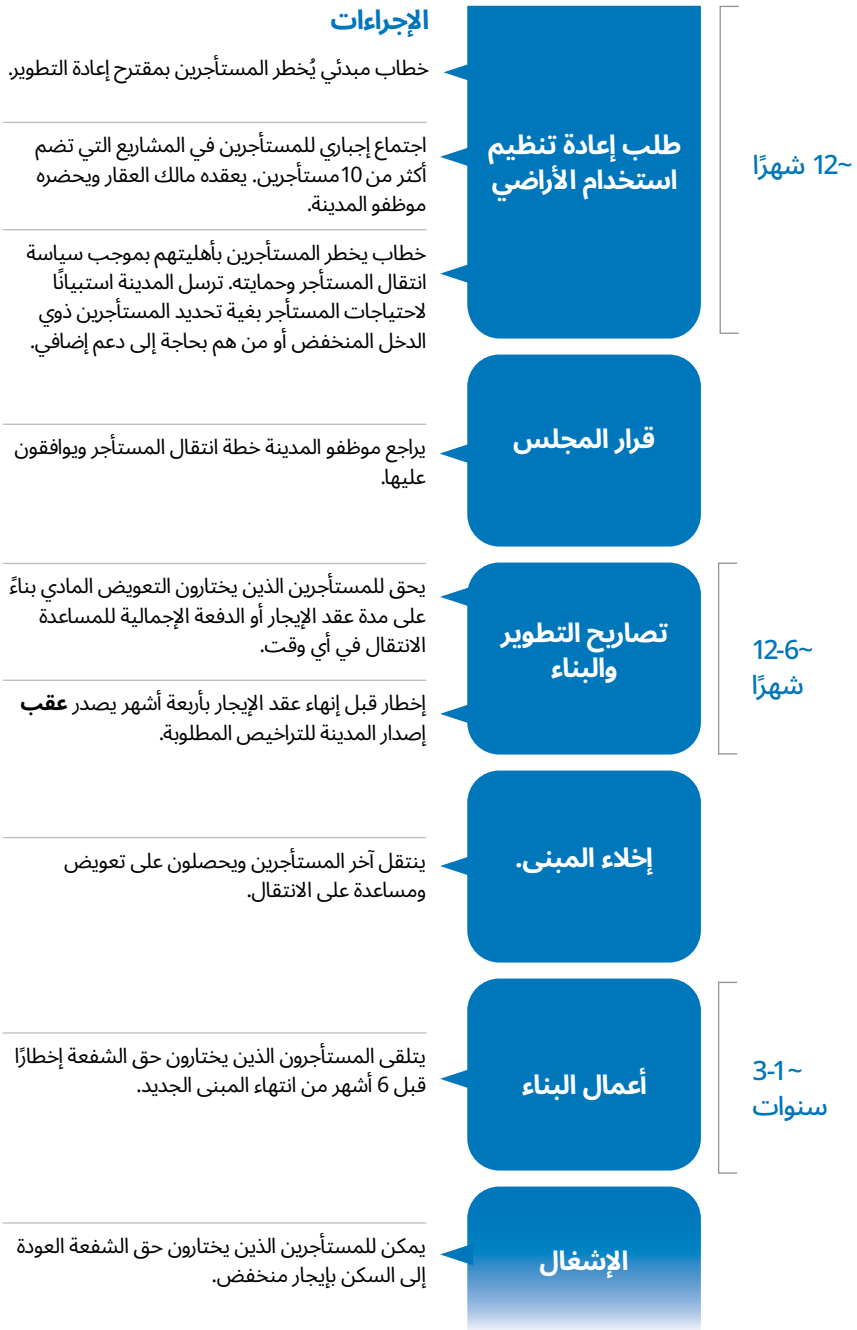 الإجراءات
~12 شهرًا
طلب إعادة تنظيم
استخدام الأراضي
خطاب مبدئي يُخطر المستأجرين بمقترح إعادة التطوير.
اجتماع إجباري للمستأجرين في المشاريع التي تضم
أكثر من 10مستأجرين. يعقده مالك العقار ويحضره
موظفو المدينة.
خطاب يخطر المستأجرين بأهليتهم بموجب سياسة
انتقال المستأجر وحمايته. ترسل المدينة استبيانًا
لاحتياجات المستأجر بغية تحديد المستأجرين ذوي
الدخل المنخفض أو من هم بحاجة إلى دعم إضافي.
قرار المجلس
يراجع موظفو المدينة خطة انتقال المستأجر ويوافقون
عليها.
~6-12
شهرًا
تصاريح التطوير
والبناء
يحق للمستأجرين الذين يختارون التعويض المادي بناءً
على مدة عقد الإيجار أو الدفعة الإجمالية للمساعدة
الانتقال في أي وقت.
إخطار قبل إنهاء عقد الإيجار بأربعة أشهر يصدر عقب
إصدار المدينة للتراخيص المطلوبة.
إخلاء المبنى.
ينتقل آخر المستأجرين ويحصلون على تعويض
ومساعدة على الانتقال.
~1-3
سنوات
أعمال البناء
يتلقى المستأجرون الذين يختارون حق الشفعة إخطارًا
قبل 6 أشهر من انتهاء المبنى الجديد.
الإشغال
يمكن للمستأجرين الذين يختارون حق الشفعة العودة
إلى السكن بإيجار منخفض.